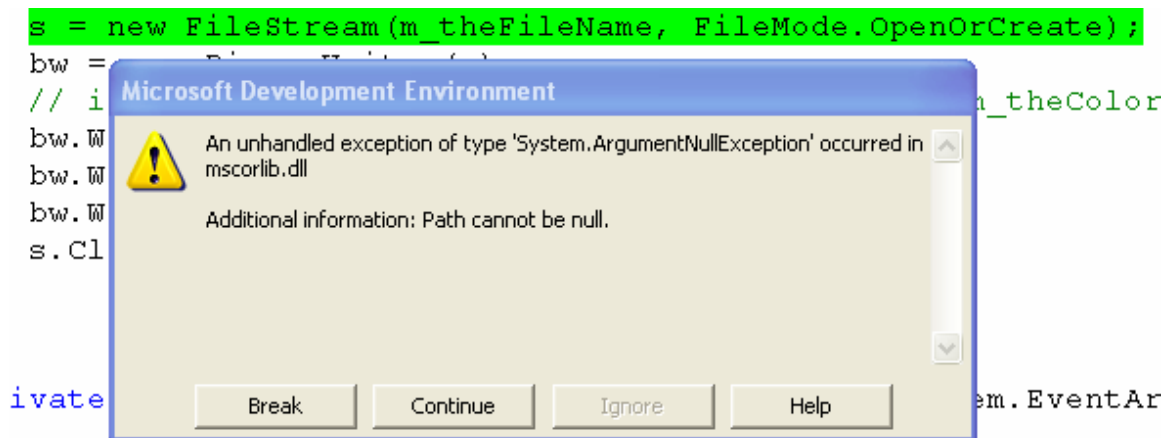 s = new FileStream(m_theFileName, FileMode.OpenOrCreate);
bw =
// i
Microsoft Development Environment
m_theColor
bw.W
An unhandled exception of type 'System.ArgumentNullException' occurred in
bw.W
mscorlib.dll
bw.W
Additional information: Path cannot be null.
s.Cl
ivate
Break
Continue
Ignore
Help
em.EventAr